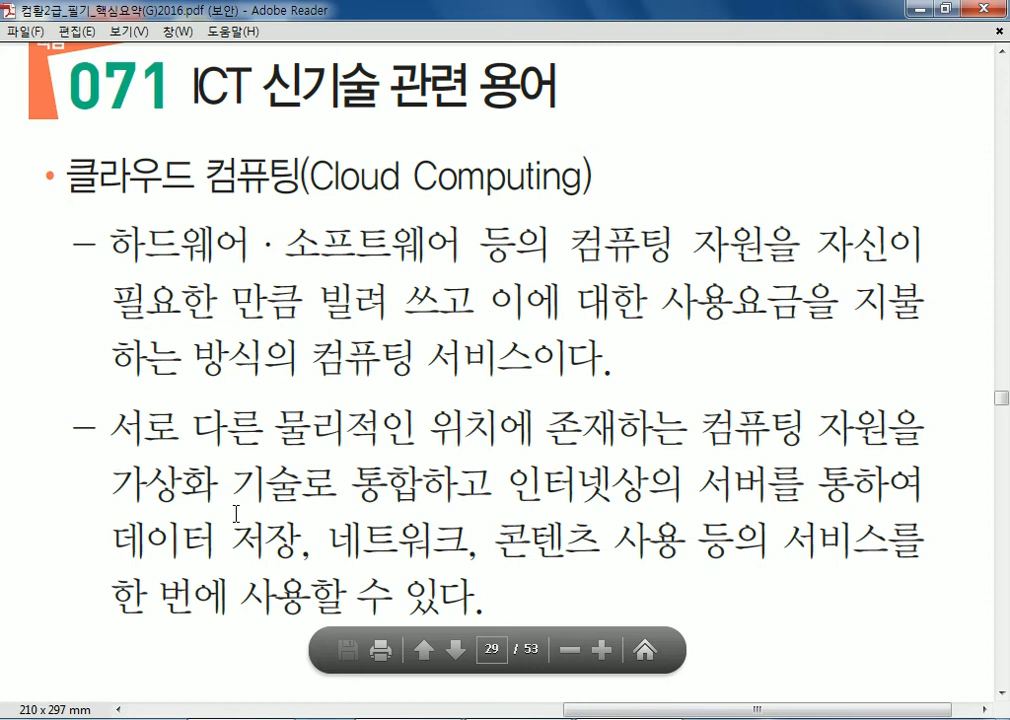 컴활2급_필기_핵심요약(G)2016.pdf (보안) - Adobe Reader
파일(F) 편집(E) 보기(V) 창(W) 도움말(H)
071 ICT 신기술 관련 용어
• 클라우드 컴퓨팅(Cloud Computing)
– 하드웨어 · 소프트웨어 등의 컴퓨팅 자원을 자신이
필요한 만큼 빌려 쓰고 이에 대한 사용요금을 지불
하는 방식의 컴퓨팅 서비스이다.
– 서로 다른 물리적인 위치에 존재하는 컴퓨팅 자원을
가상화 기술로 통합하고 인터넷상의 서버를 통하여
데이터 저장, 네트워크, 콘텐츠 사용 등의 서비스를
한 번에 사용할 수 있다.
29 / 53
210 x 297 mm